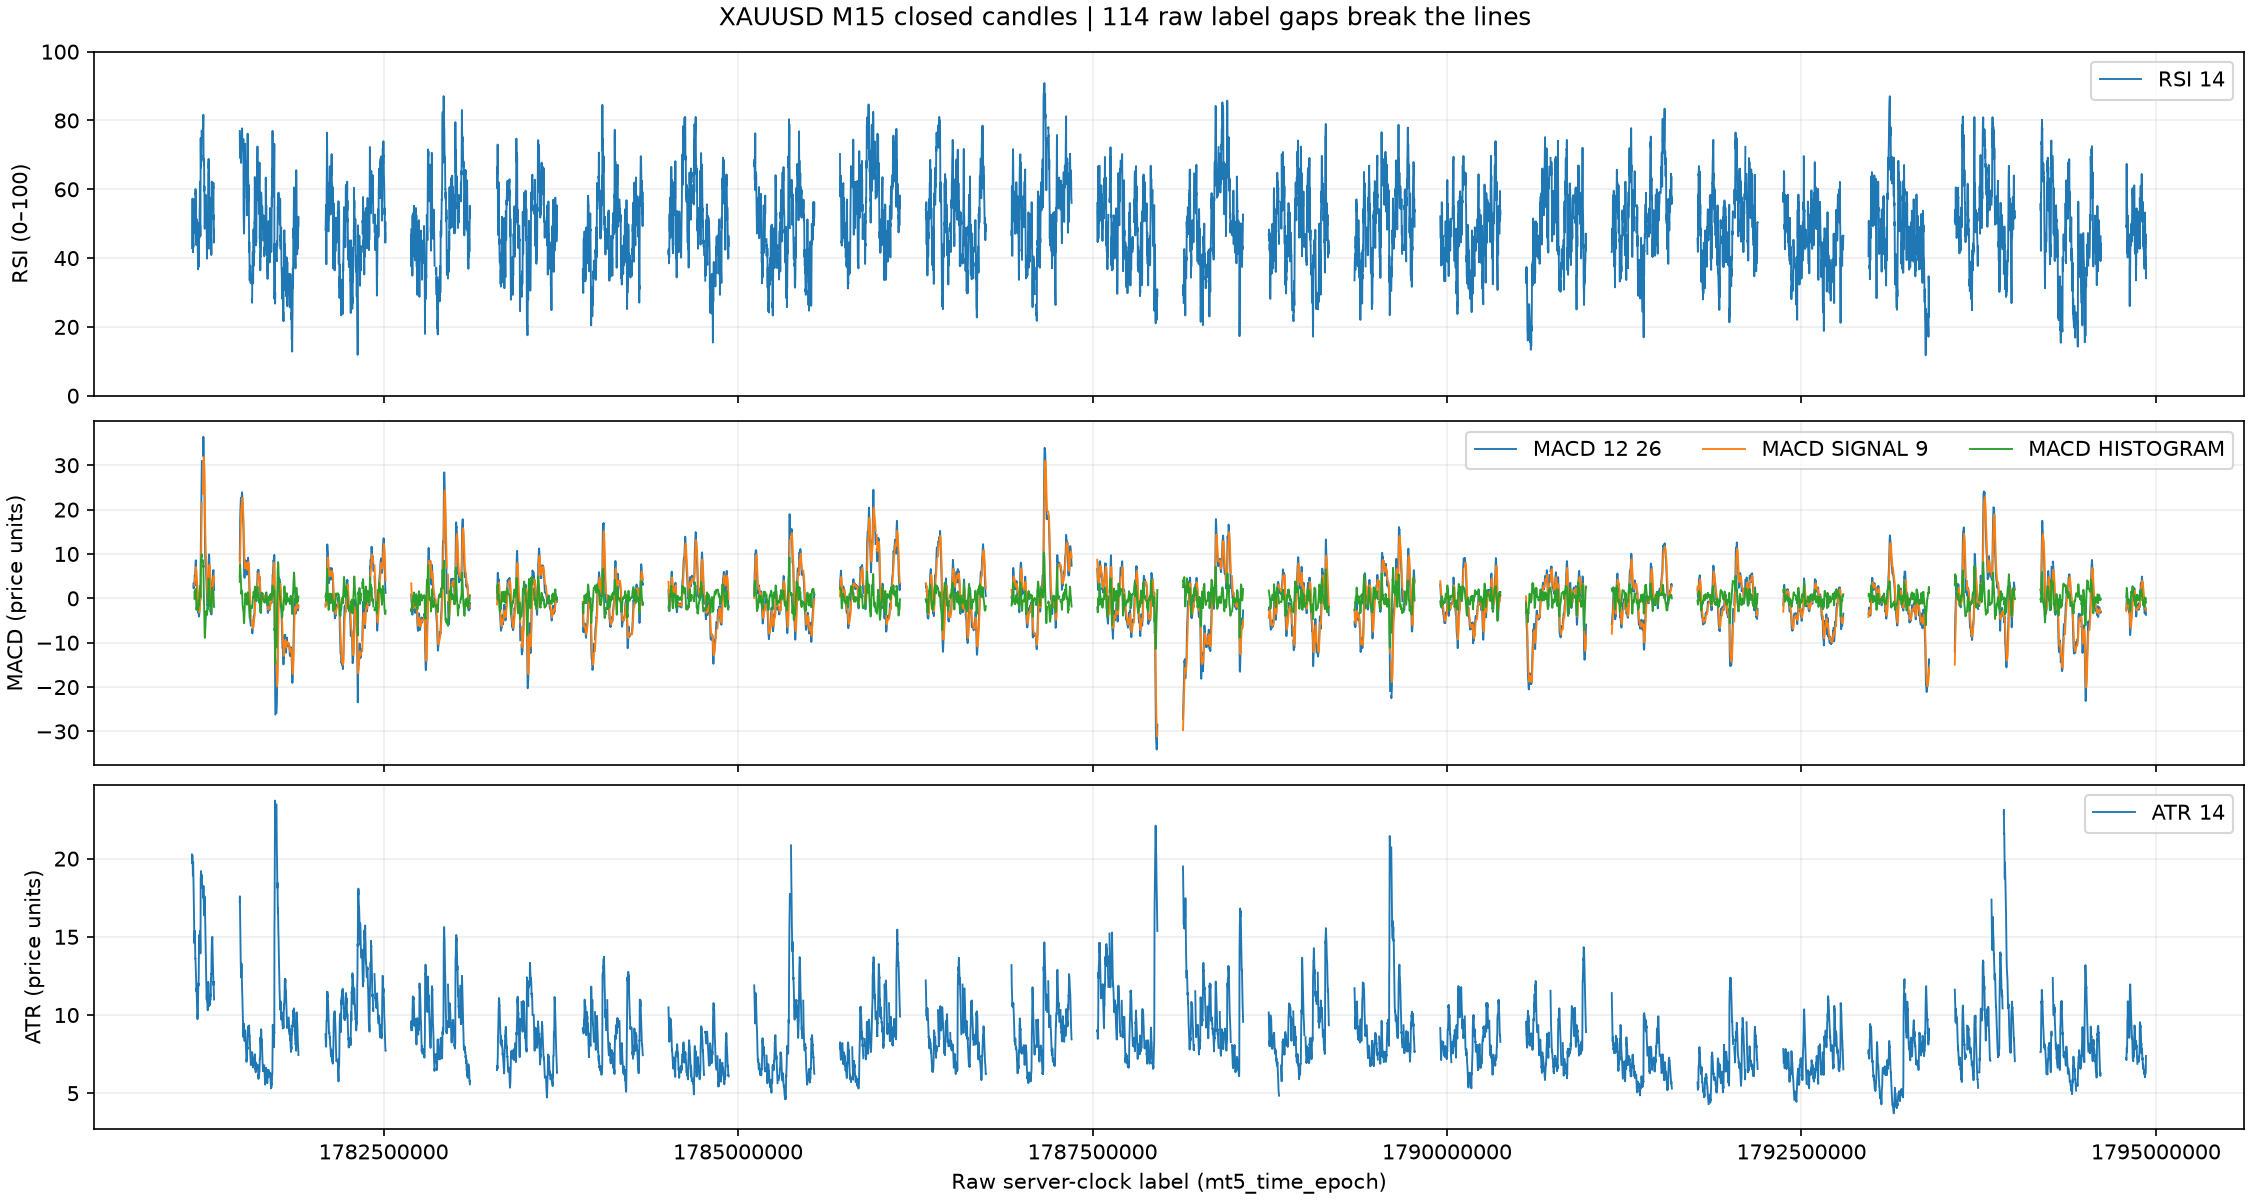 XAUUSD M15 closed candles | 114 raw label gaps break the lines
100
80
60
40
20
0
RSI (0–100)
RSI 14
30
20
10
0
−10
−20
−30
MACD (price units)
MACD 12 26
MACD SIGNAL 9
MACD HISTOGRAM
20
15
10
5
ATR (price units)
ATR 14
1782500000
1785000000
1787500000
1790000000
1792500000
1795000000
Raw server-clock label (mt5_time_epoch)